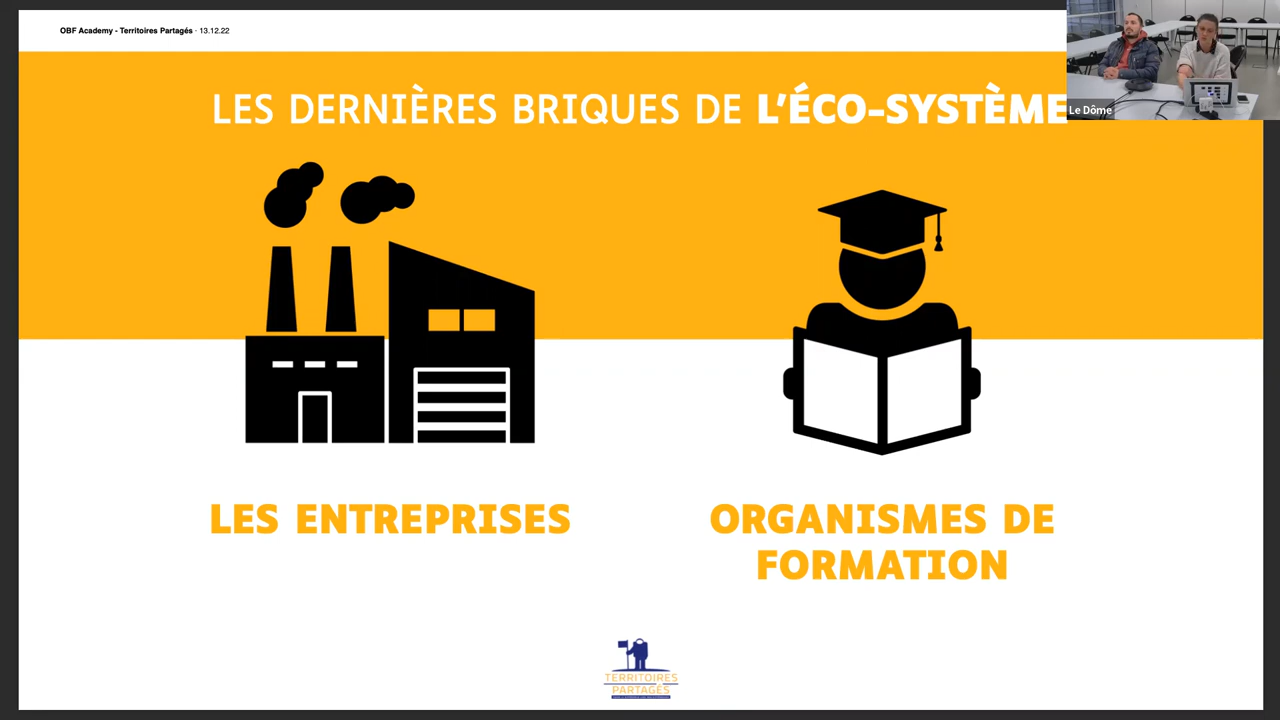 OBF Academy - Territoires Partagés · 13.12.22
LES DERNIÈRES BRIQUES DE L'ÉCO-SYSTÈME
Le Dôme
LES ENTREPRISES
ORGANISMES DE
FORMATION
TERRITOIRES
PARTAGÉS